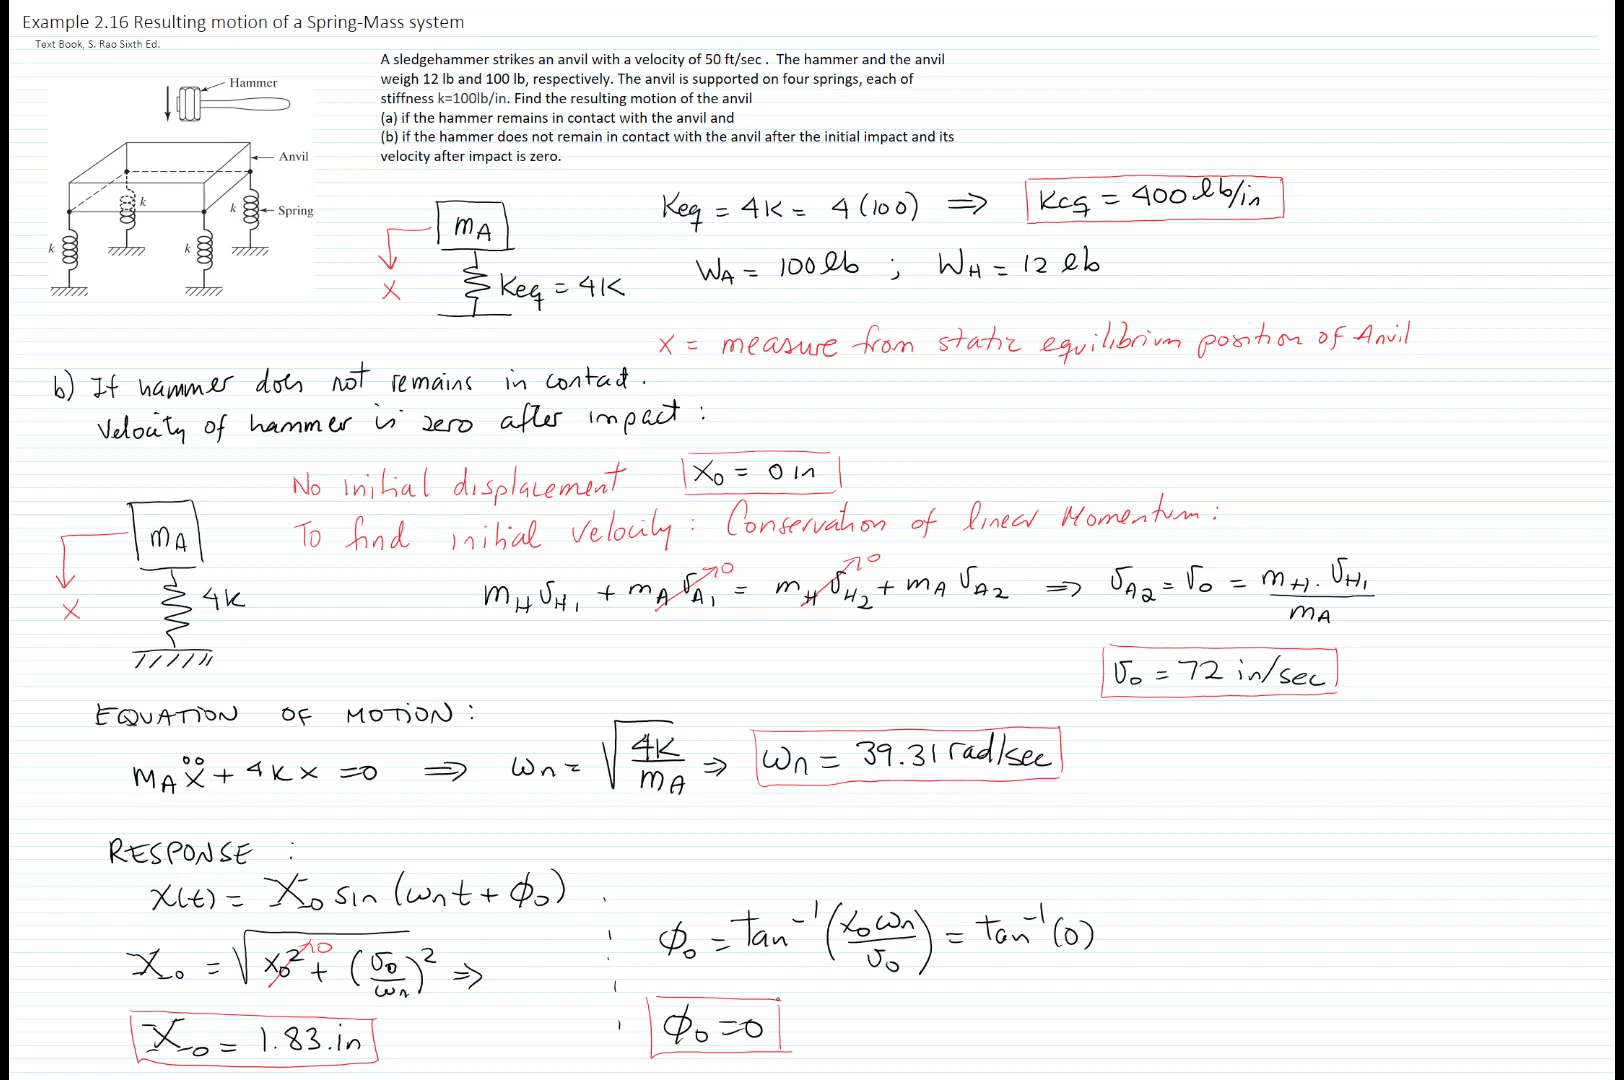 Example 2.16 Resulting motion of a Spring-Mass system
Text Book, S. Rao Sixth Ed.
A sledgehammer strikes an anvil with a velocity of 50 ft/sec . The hammer and the anvil
weigh 12 lb and 100 lb, respectively. The anvil is supported on four springs, each of
stiffness k=100lb/in. Find the resulting motion of the anvil
(a) if the hammer remains in contact with the anvil and
(b) if the hammer does not remain in contact with the anvil after the initial impact and its
velocity after impact is zero.
Hammer
Anvil
Spring
k
k
k
k
mA
x
Keq = 4K
Keq = 4K = 4(100) ⇒ Keq = 400 lb/in
WA = 100 lb ; WH = 12 lb
x = measure from static equilibrium position of Anvil
b) If hammer does not remains in contact.
Velocity of hammer is zero after impact :
No initial displacement x0 = 0 in
To find initial velocity : Conservation of linear Momentum :
mA
x
4K
mH vH1 + mA vA1 →0 = mH vH2 →0 + mA vA2 ⇒ vA2 = v0 = mH · vH1 / mA
v0 = 72 in/sec
EQUATION OF MOTION :
mA ẍ + 4Kx = 0 ⇒ ωn = √(4K/mA) ⇒ ωn = 39.31 rad/sec
RESPONSE :
x(t) = X0 sin (ωnt + ϕ0)
X0 = √(x0² →0 + (v0/ωn)²) ⇒
X0 = 1.83 in
ϕ0 = tan⁻¹ (x0 ωn / v0) = tan⁻¹ (0)
ϕ0 = 0